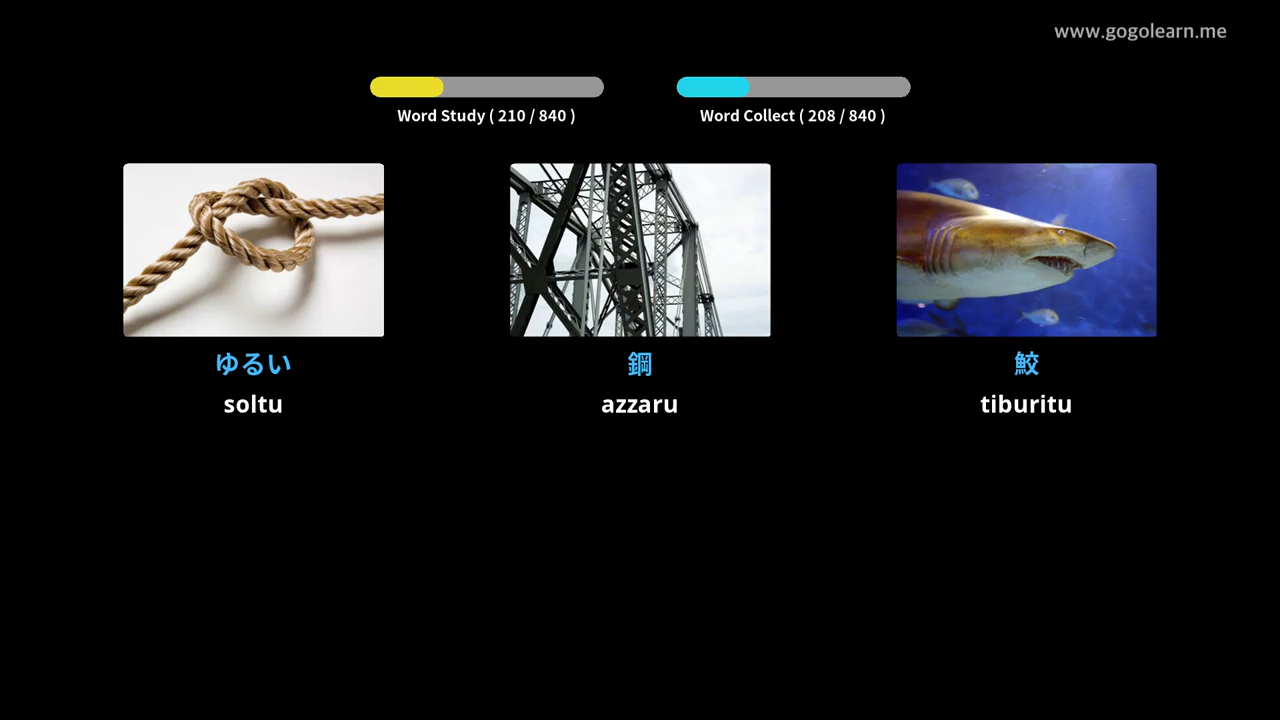 www.gogolearn.me
Word Study ( 210 / 840 )
Word Collect ( 208 / 840 )
ゆるい
鋼
鮫
soltu
azzaru
tiburitu